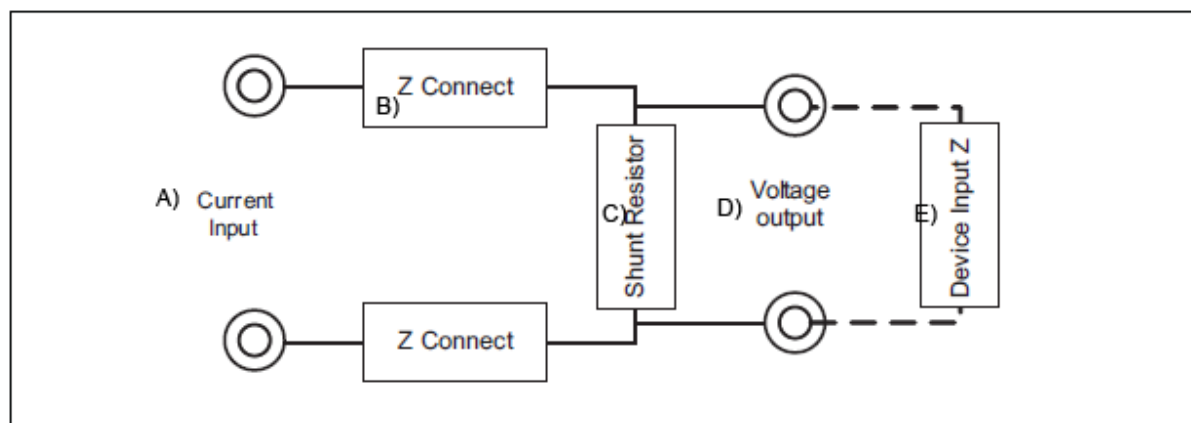 Z Connect
B)
A) Current
Input
C) Shunt Resistor
D) Voltage
output
E) Device Input Z
Z Connect